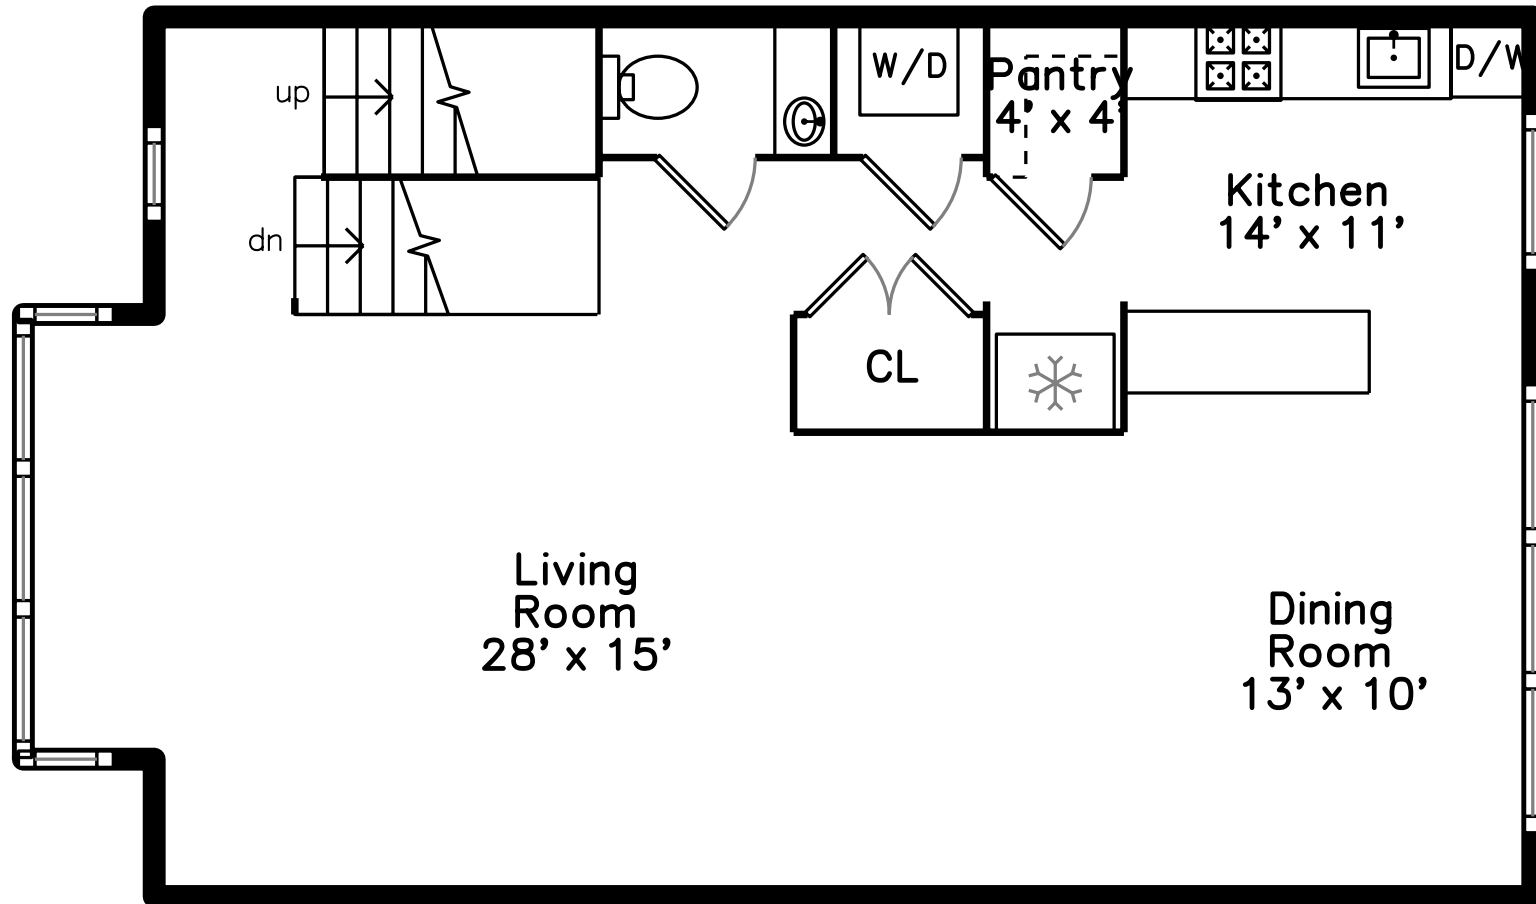 up
dn
W/D
Pantry
4' x 4'
D/W
Kitchen
14' x 11'
CL
Living
Room
28' x 15'
Dining
Room
13' x 10'